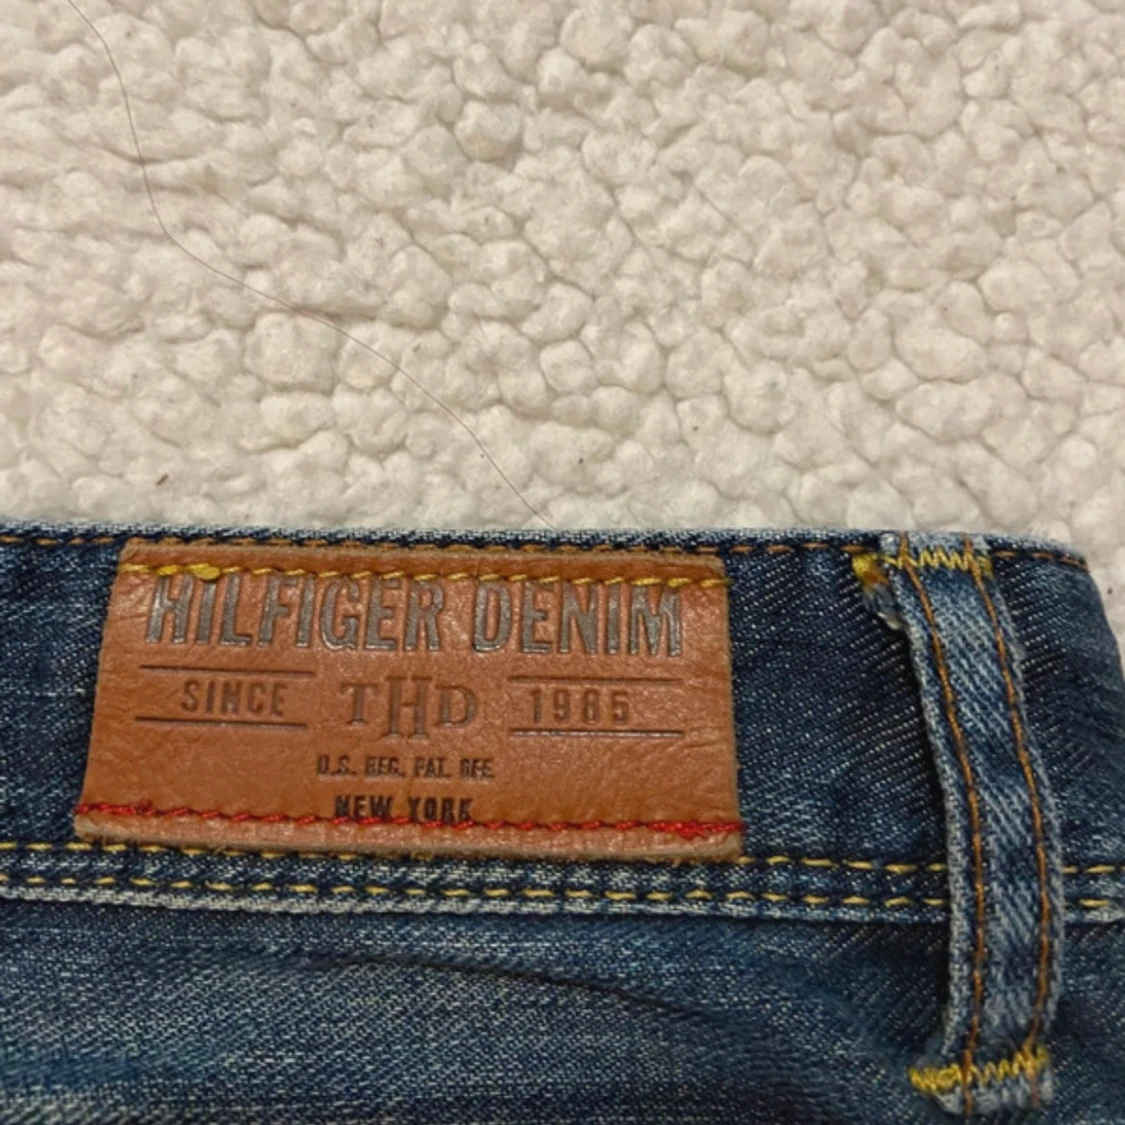 HILFIGER DENIM
SINCE THD 1985
U.S. REG. PAT. OFF.
NEW YORK